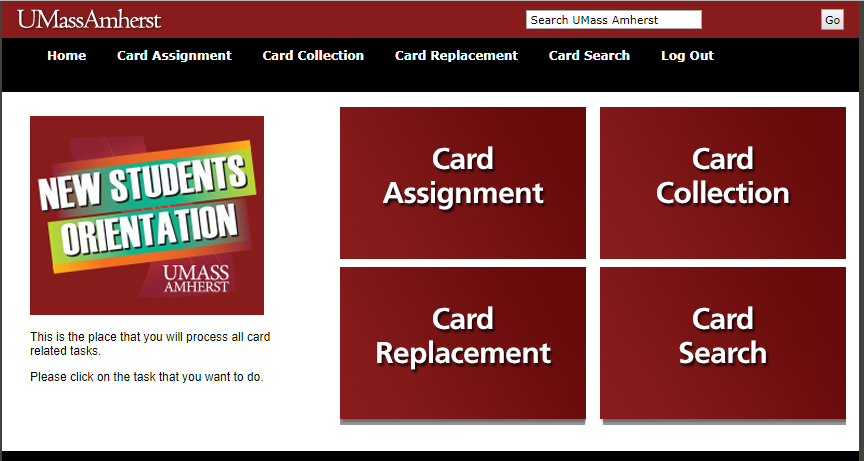 UMassAmherst
Search UMass Amherst
Go
Home Card Assignment Card Collection Card Replacement Card Search Log Out
NEW STUDENTS
ORIENTATION
UMASS
AMHERST
This is the place that you will process all card
related tasks.
Please click on the task that you want to do.
Card
Assignment
Card
Collection
Card
Replacement
Card
Search